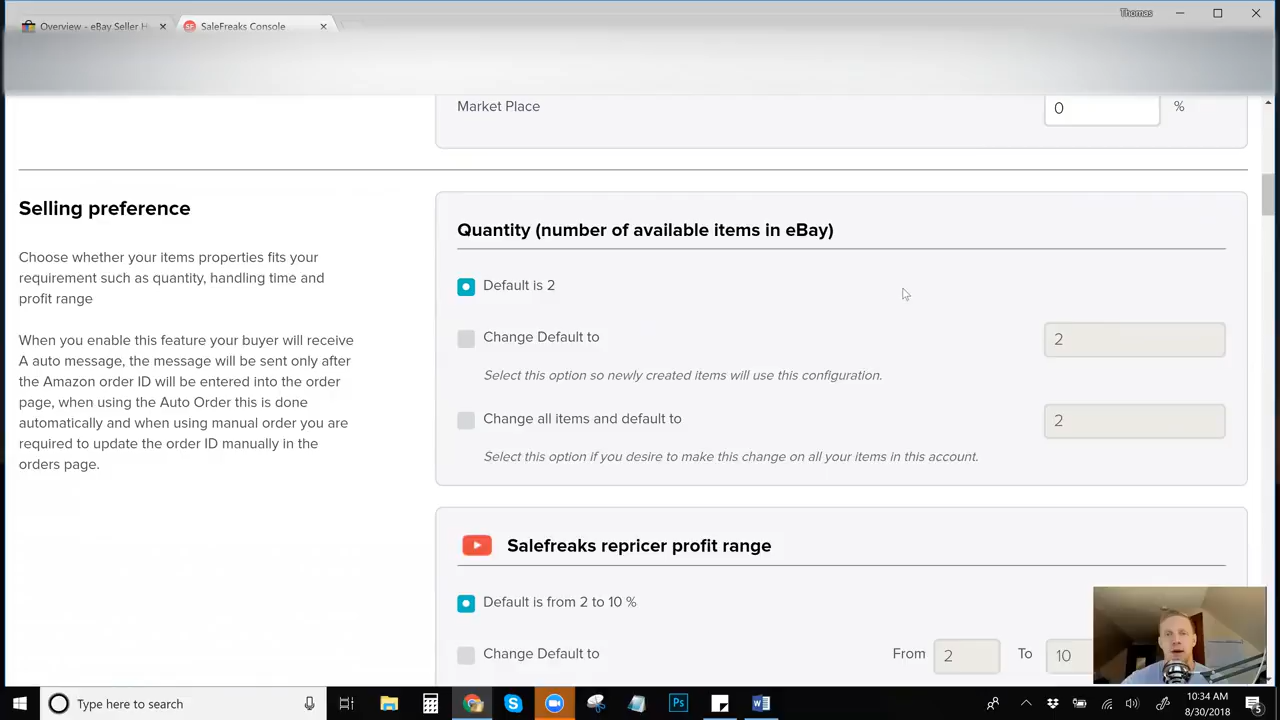 Thomas
Overview - eBay Seller H
SaleFreaks Console
Market Place
0
%
Selling preference
Choose whether your items properties fits your
requirement such as quantity, handling time and
profit range
When you enable this feature your buyer will receive
A auto message, the message will be sent only after
the Amazon order ID will be entered into the order
page, when using the Auto Order this is done
automatically and when using manual order you are
required to update the order ID manually in the
orders page.
Quantity (number of available items in eBay)
Default is 2
Change Default to
2
Select this option so newly created items will use this configuration.
Change all items and default to
2
Select this option if you desire to make this change on all your items in this account.
Salefreaks repricer profit range
Default is from 2 to 10 %
Change Default to
From
2
To
10
Type here to search
10:34 AM
8/30/2018
5